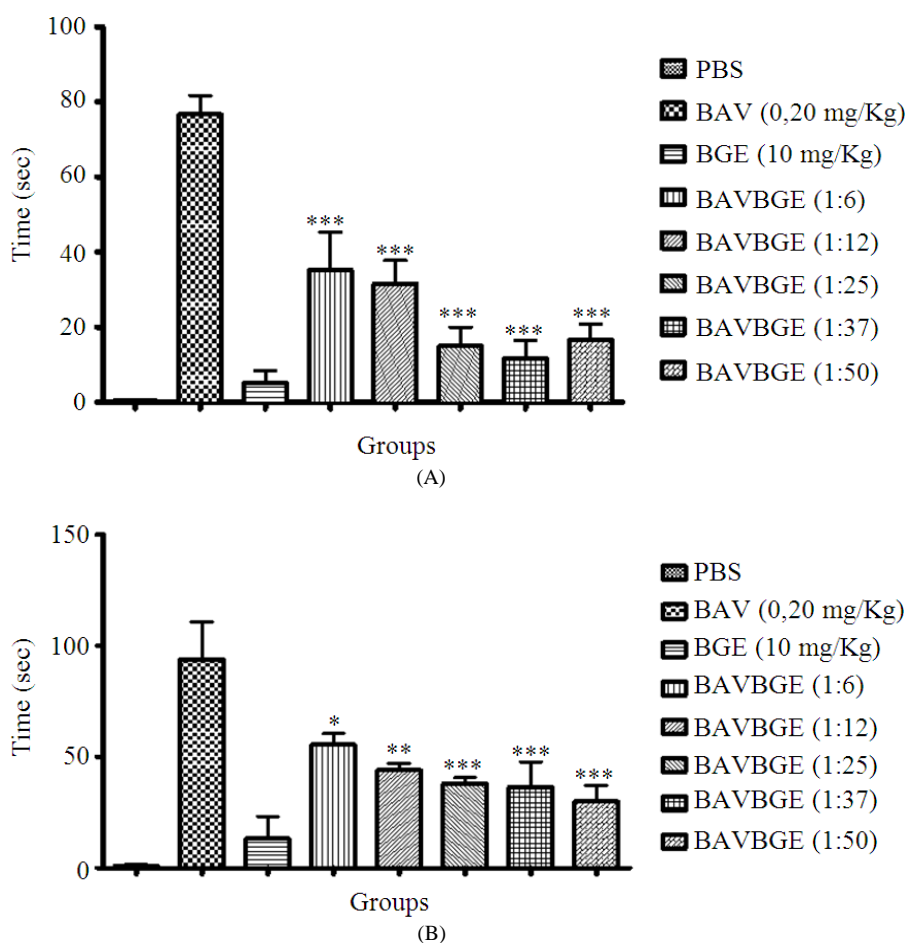 100
80
60
40
20
0
Time (sec)
***
***
***
***
***
Groups
PBS
BAV (0,20 mg/Kg)
BGE (10 mg/Kg)
BAVBGE (1:6)
BAVBGE (1:12)
BAVBGE (1:25)
BAVBGE (1:37)
BAVBGE (1:50)
(A)
150
100
50
0
Time (sec)
*
**
***
***
***
Groups
PBS
BAV (0,20 mg/Kg)
BGE (10 mg/Kg)
BAVBGE (1:6)
BAVBGE (1:12)
BAVBGE (1:25)
BAVBGE (1:37)
BAVBGE (1:50)
(B)